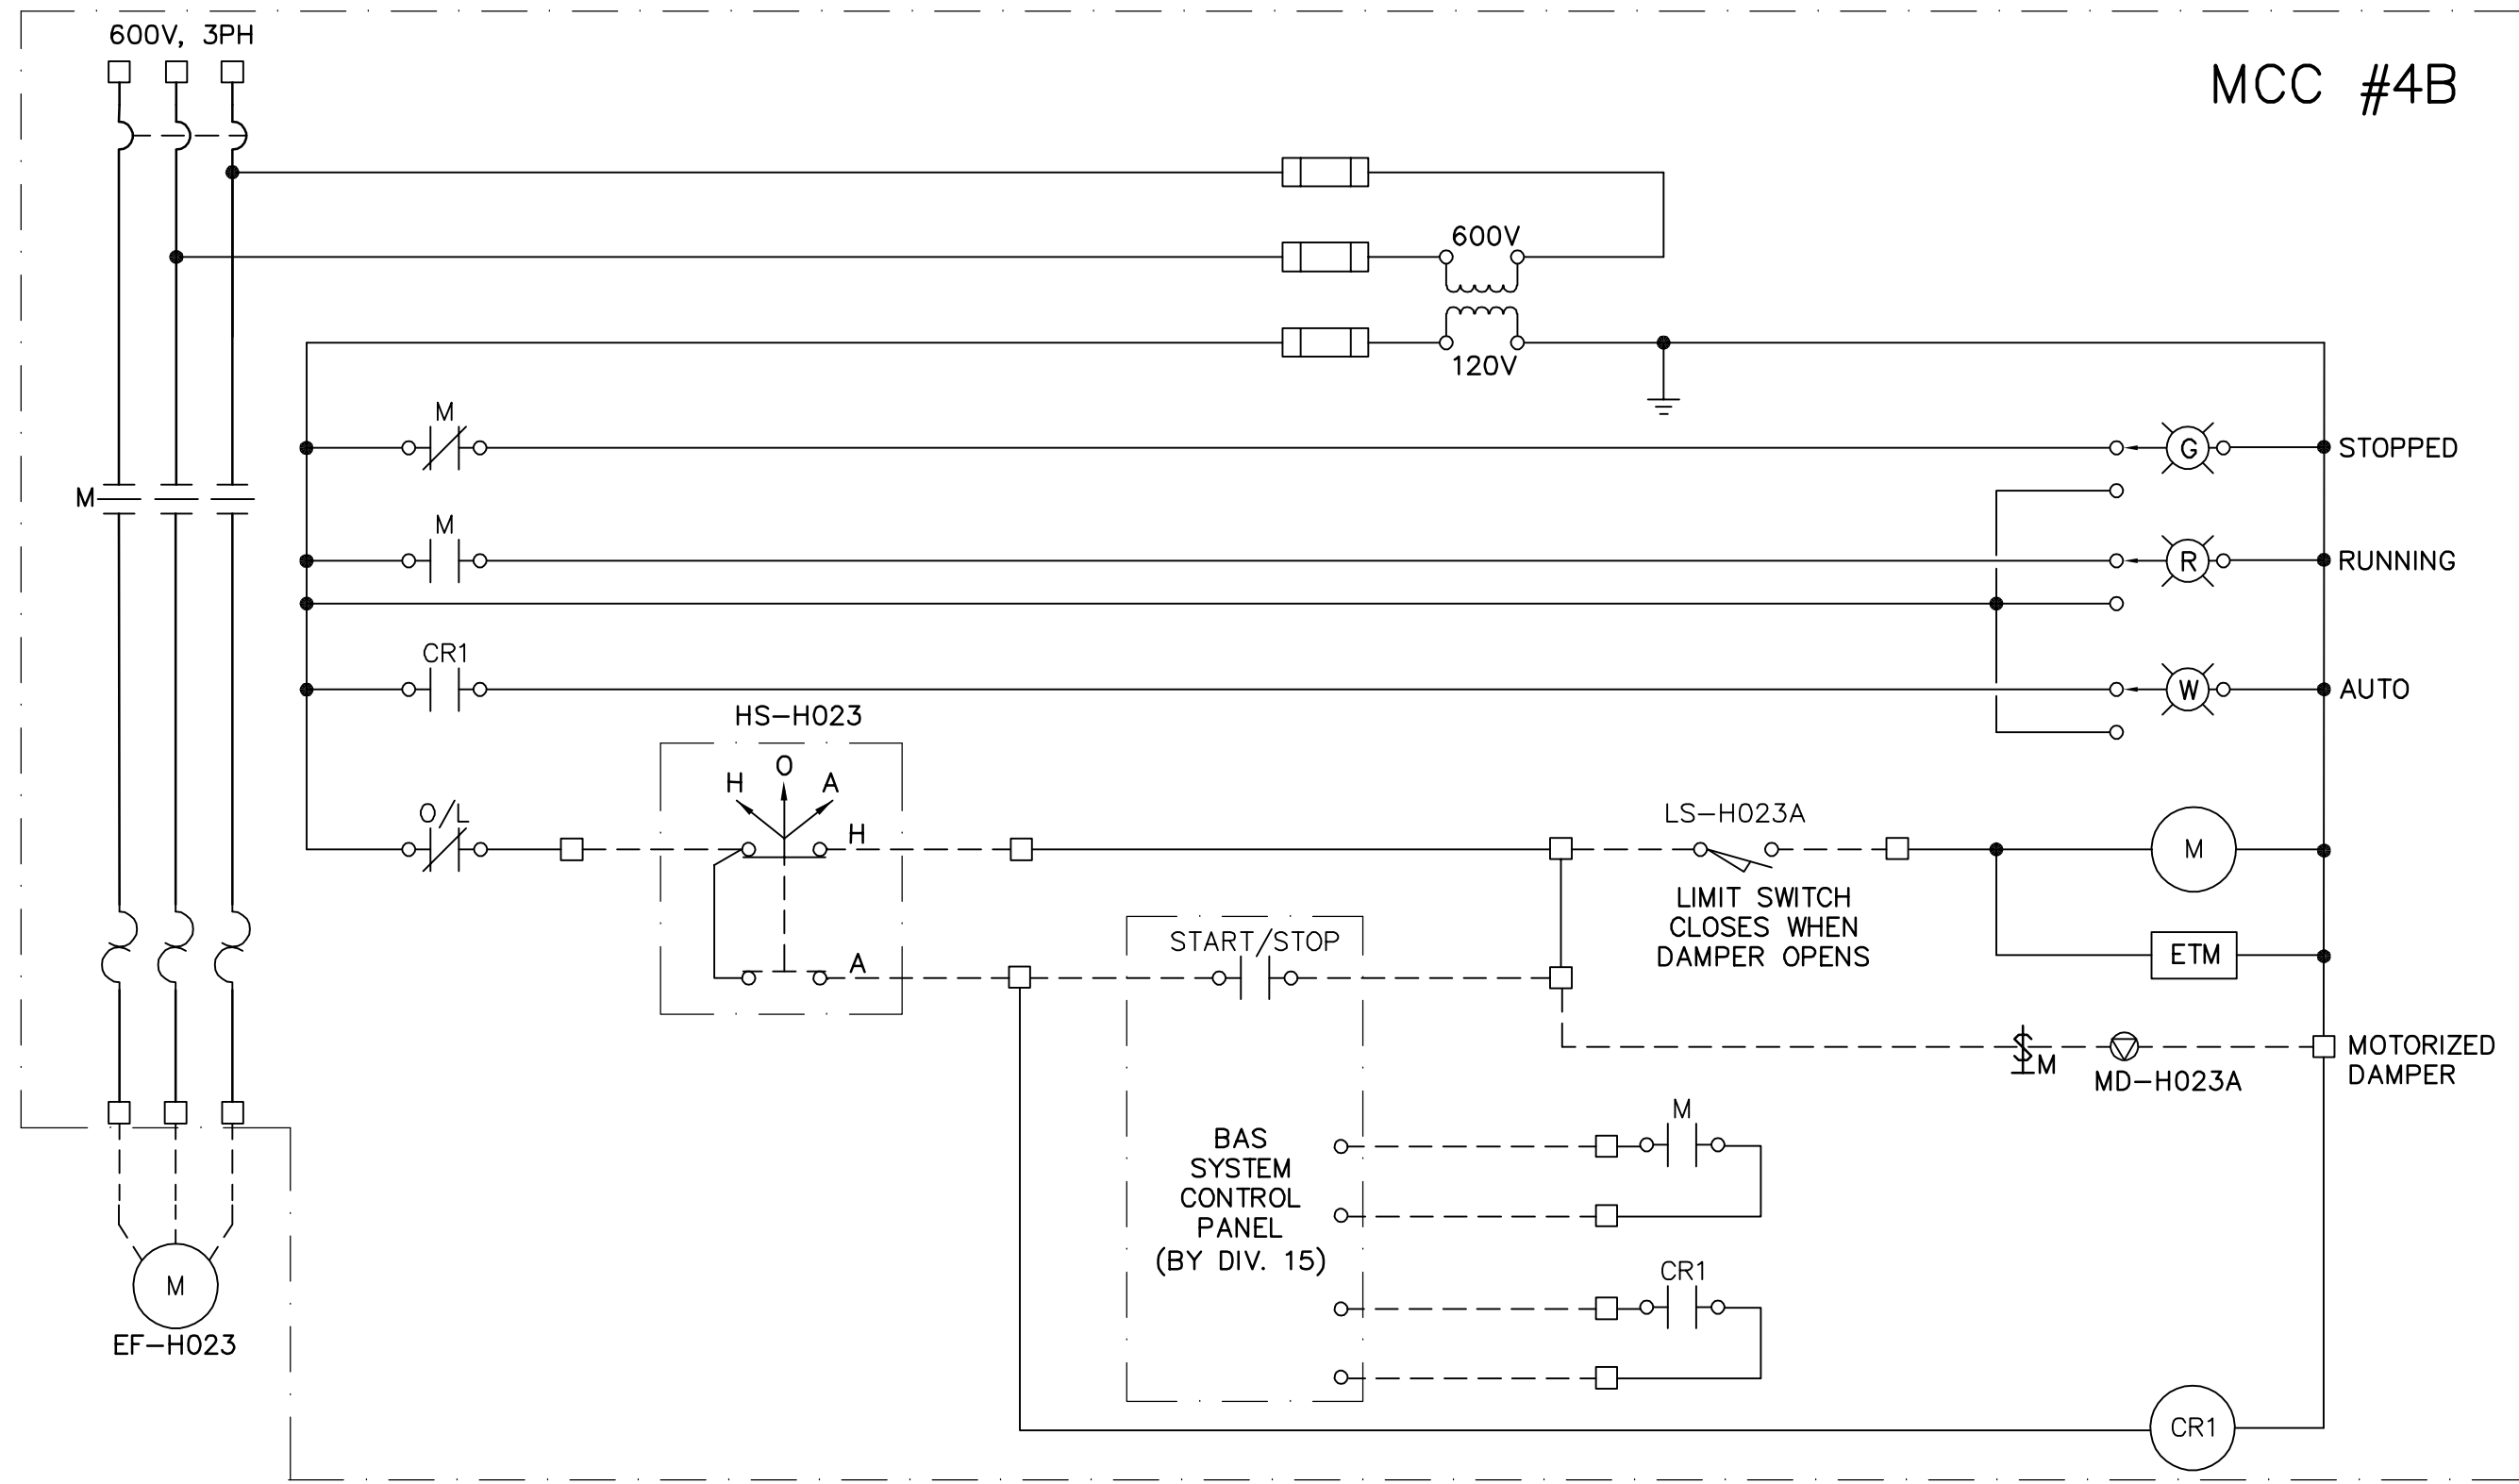 600V, 3PH
MCC #4B
600V
120V
M
G
STOPPED
M
M
R
RUNNING
CR1
W
AUTO
HS-H023
H
O
A
O/L
H
LS-H023A
M
LIMIT SWITCH
CLOSES WHEN
DAMPER OPENS
START/STOP
A
ETM
M
MD-H023A
MOTORIZED
DAMPER
BAS
SYSTEM
CONTROL
PANEL
(BY DIV. 15)
M
CR1
M
EF-H023
CR1